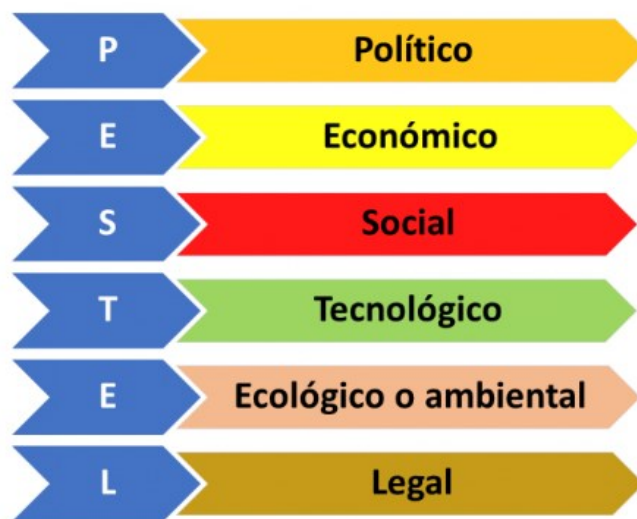 P Político
E Económico
S Social
T Tecnológico
E Ecológico o ambiental
L Legal